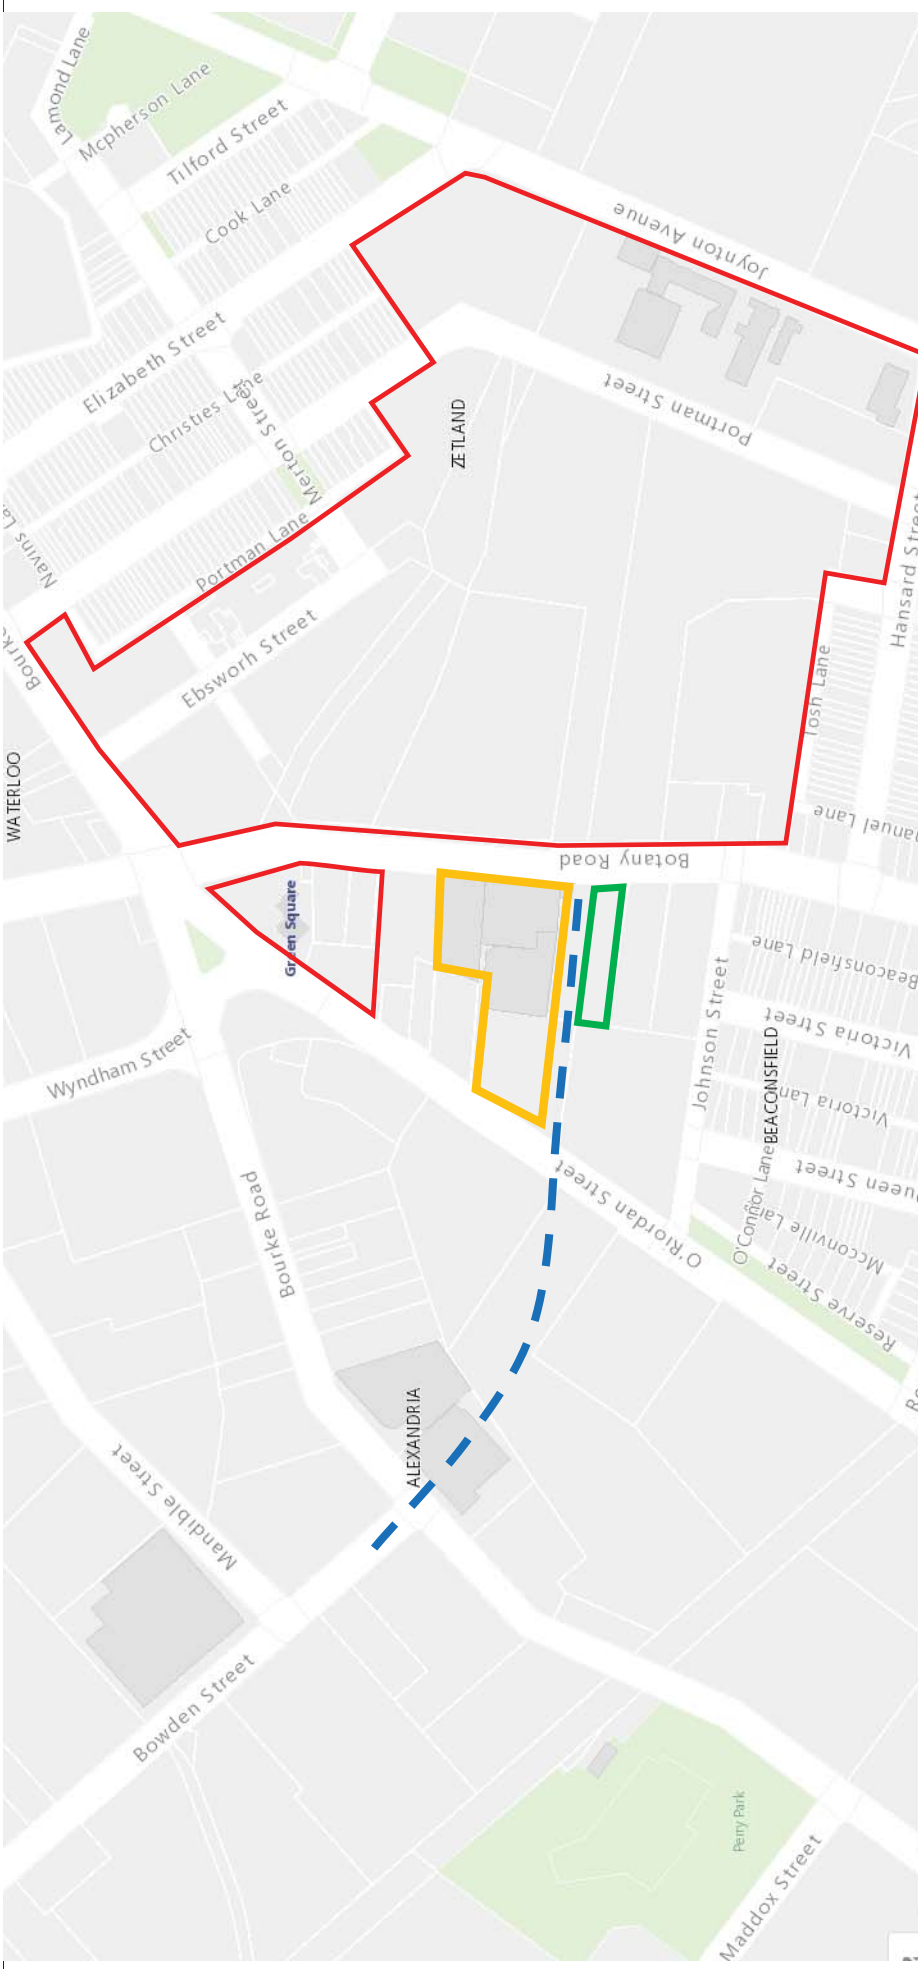 Lamond Lane
Mcpherson Lane
Tilford Street
Cook Lane
Joynton Avenue
Elizabeth Street
Christies Lane
Merton Street
Portman Street
ZETLAND
Navins
Portman Lane
Hansard Street
Ebsworh Street
Tosh Lane
WATERLOO
Botany Road
Green Square
Beaconsfield Lane
Johnson Street
Victoria Street
BEACONSFIELD
Wyndham Street
Victoria Lan
Queen Street
O'Riordan Street
O'Connor Lane
Mcconville Lane
Bourke Road
Reserve Street
ALEXANDRIA
Mandible Street
Bowden Street
Perry Park
Maddox Street